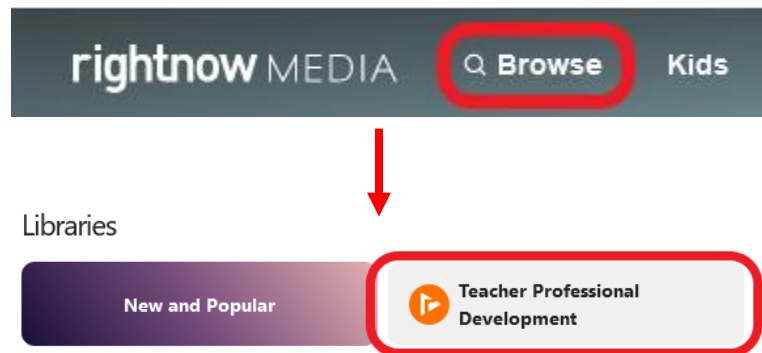 rightnow MEDIA Browse Kids
Libraries
New and Popular
Teacher Professional
Development